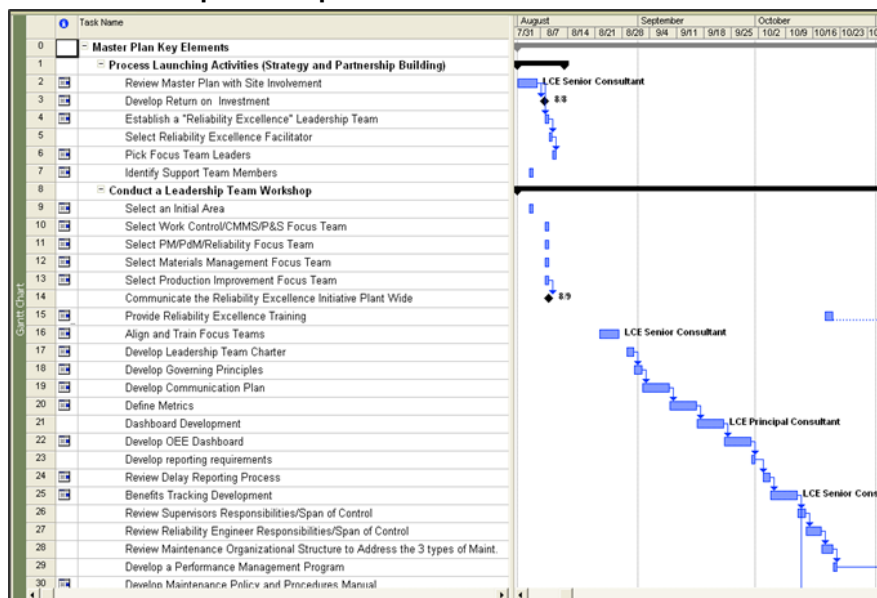 Task Name
August September October
7/31 8/7 8/14 8/21 8/28 9/4 9/11 9/18 9/25 10/2 10/9 10/16 10/23
0 Master Plan Key Elements
1 Process Launching Activities (Strategy and Partnership Building)
2 Review Master Plan with Site Involvement LCE Senior Consultant
3 Develop Return on Investment 8/8
4 Establish a "Reliability Excellence" Leadership Team
5 Select Reliability Excellence Facilitator
6 Pick Focus Team Leaders
7 Identify Support Team Members
8 Conduct a Leadership Team Workshop
9 Select an Initial Area
10 Select Work Control/CMMS/P&S Focus Team
11 Select PM/PdM/Reliability Focus Team
12 Select Materials Management Focus Team
13 Select Production Improvement Focus Team
14 Communicate the Reliability Excellence Initiative Plant Wide 8/9
15 Provide Reliability Excellence Training
16 Align and Train Focus Teams LCE Senior Consultant
17 Develop Leadership Team Charter
18 Develop Governing Principles
19 Develop Communication Plan
20 Define Metrics
21 Dashboard Development LCE Principal Consultant
22 Develop OEE Dashboard
23 Develop reporting requirements
24 Review Delay Reporting Process
25 Benefits Tracking Development LCE Senior Cons
26 Review Supervisors Responsibilities/Span of Control
27 Review Reliability Engineer Responsibilities/Span of Control
28 Review Maintenance Organizational Structure to Address the 3 types of Maint.
29 Develop a Performance Management Program
30 Develop Maintenance Policy and Procedures Manual
Gantt Chart